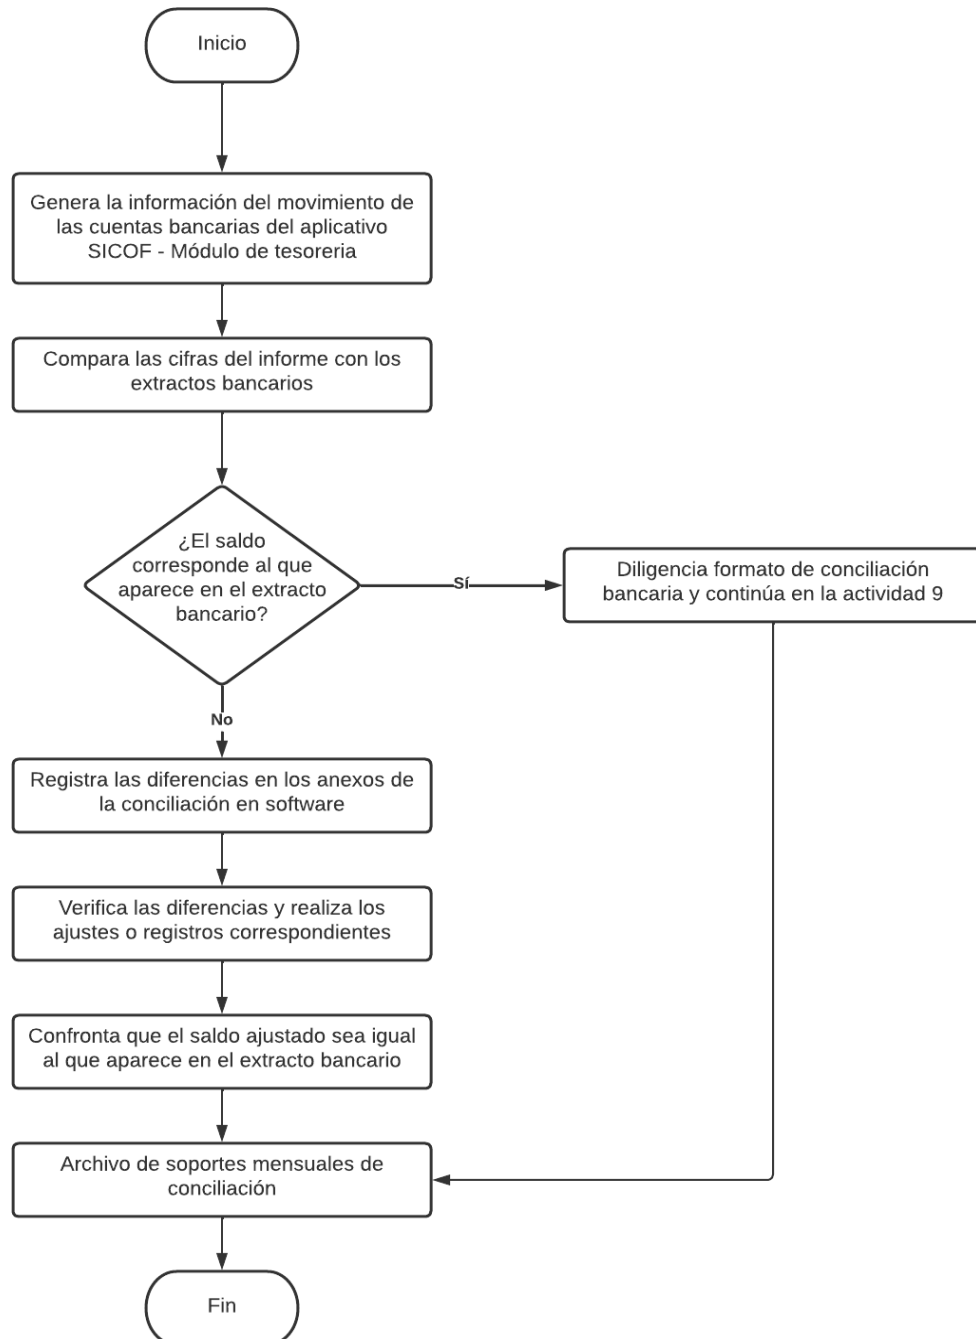 Inicio
Genera la información del movimiento de
las cuentas bancarias del aplicativo
SICOF - Módulo de tesoreria
Compara las cifras del informe con los
extractos bancarios
¿El saldo
corresponde al que
aparece en el extracto
bancario?
Sí
Diligencia formato de conciliación
bancaria y continúa en la actividad 9
No
Registra las diferencias en los anexos de
la conciliación en software
Verifica las diferencias y realiza los
ajustes o registros correspondientes
Confronta que el saldo ajustado sea igual
al que aparece en el extracto bancario
Archivo de soportes mensuales de
conciliación
Fin